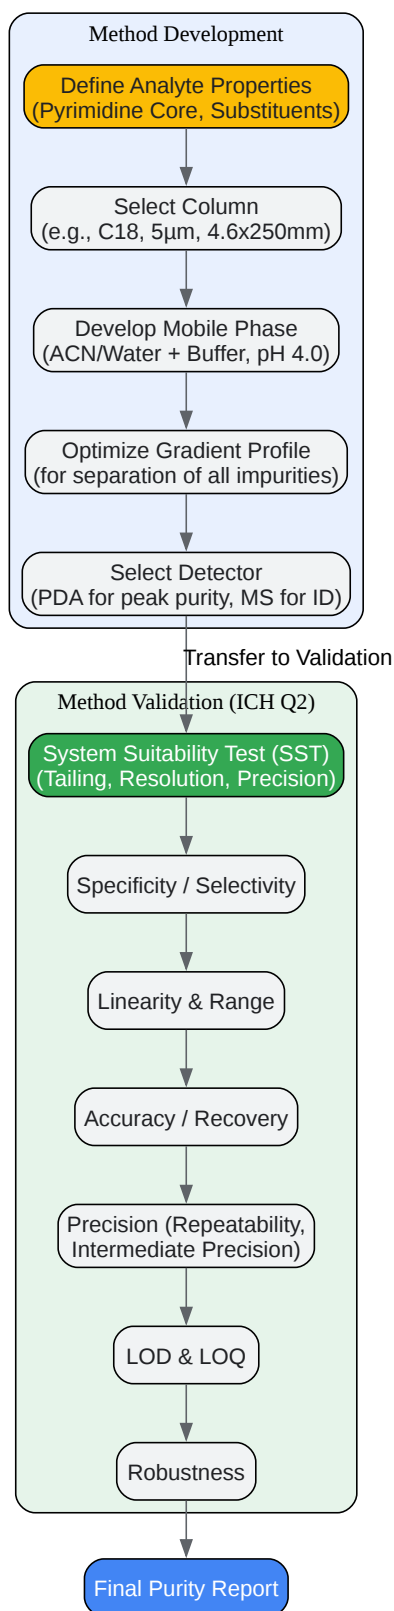 Method Development
Define Analyte Properties
(Pyrimidine Core, Substituents)
Select Column
(e.g., C18, 5µm, 4.6x250mm)
Develop Mobile Phase
(ACN/Water + Buffer, pH 4.0)
Optimize Gradient Profile
(for separation of all impurities)
Select Detector
(PDA for peak purity, MS for ID)
Transfer to Validation
Method Validation (ICH Q2)
System Suitability Test (SST)
(Tailing, Resolution, Precision)
Specificity / Selectivity
Linearity & Range
Accuracy / Recovery
Precision (Repeatability,
Intermediate Precision)
LOD & LOQ
Robustness
Final Purity Report